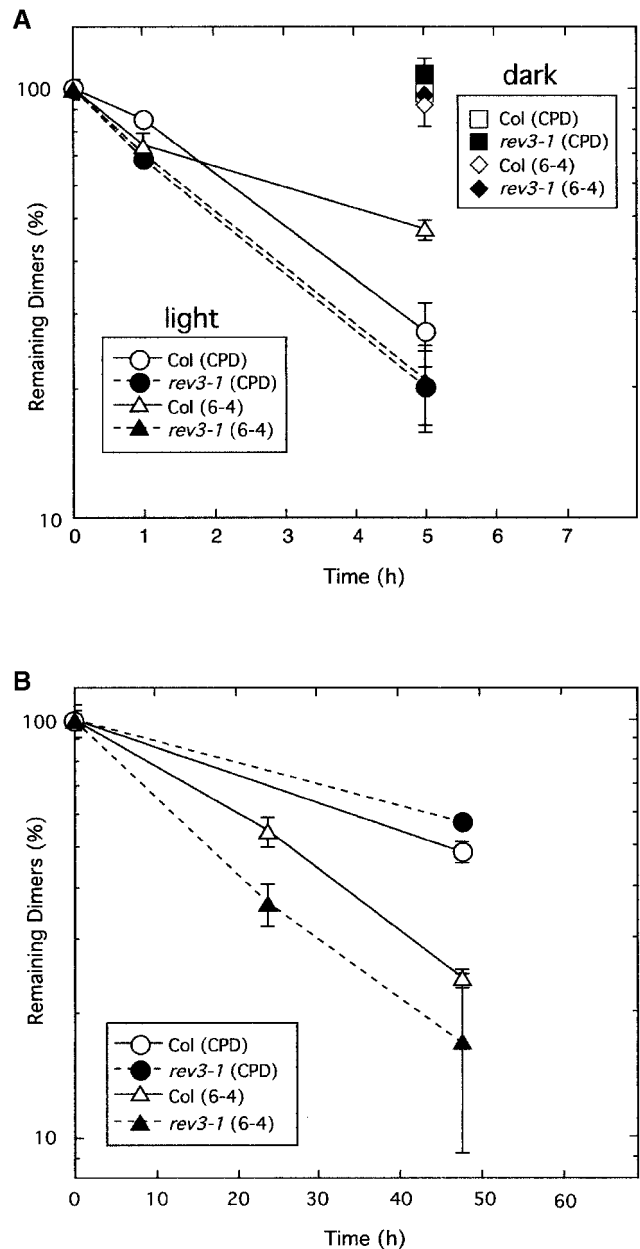 A
100
10
Remaining Dimers (%)
dark
Col (CPD)
rev3-1 (CPD)
Col (6-4)
rev3-1 (6-4)
light
Col (CPD)
rev3-1 (CPD)
Col (6-4)
rev3-1 (6-4)
0 1 2 3 4 5 6 7
Time (h)
B
100
10
Remaining Dimers (%)
Col (CPD)
rev3-1 (CPD)
Col (6-4)
rev3-1 (6-4)
0 10 20 30 40 50 60
Time (h)